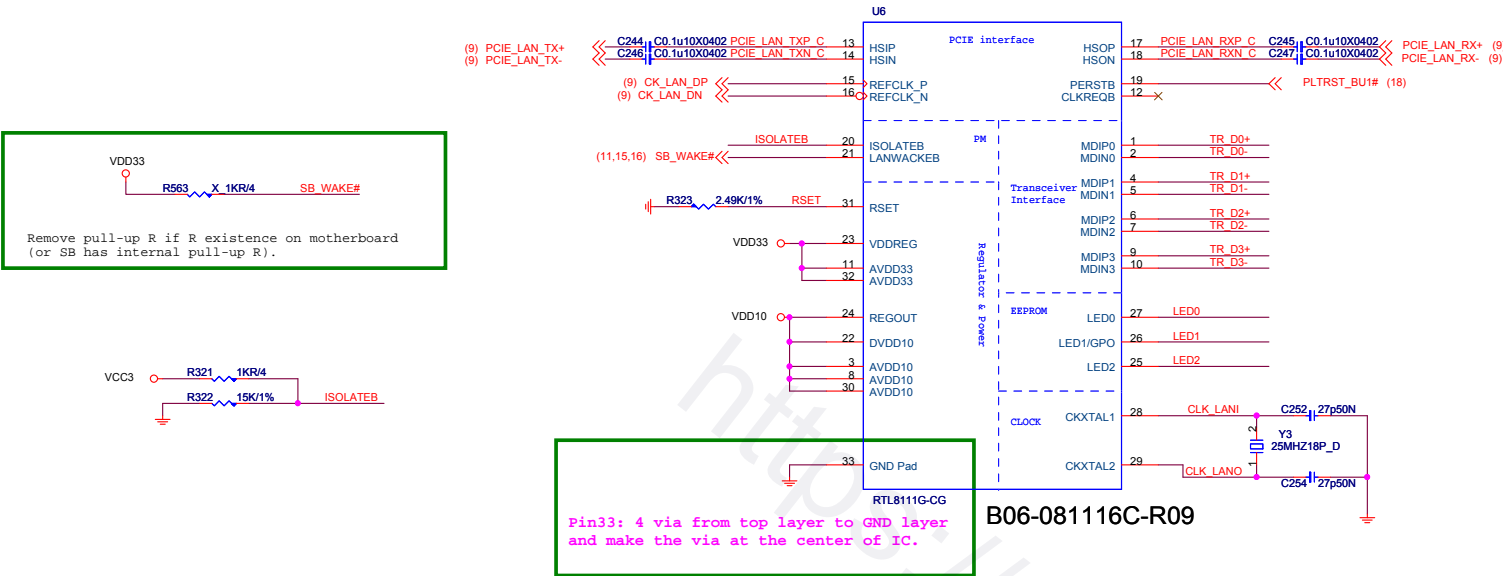 U6
PCIE interface
(9) PCIE_LAN_TX+ C244 C0.1u10X0402 PCIE_LAN_TXP_C 13 HSIP
(9) PCIE_LAN_TX- C246 C0.1u10X0402 PCIE_LAN_TXN_C 14 HSIN
HSOP 17 PCIE_LAN_RXP_C C245 C0.1u10X0402 PCIE_LAN_RX+ (9
HSON 18 PCIE_LAN_RXN_C C247 C0.1u10X0402 PCIE_LAN_RX- (9)
(9) CK_LAN_DP 15 REFCLK_P
(9) CK_LAN_DN 16 REFCLK_N
PERSTB 19 PLTRST_BU1# (18)
CLKREQB 12
ISOLATEB 20 ISOLATEB
(11,15,16) SB_WAKE# 21 LANWACKEB
PM
MDIP0 1 TR_D0+
MDIN0 2 TR_D0-
MDIP1 4 TR_D1+
MDIN1 5 TR_D1-
MDIP2 6 TR_D2+
MDIN2 7 TR_D2-
MDIP3 9 TR_D3+
MDIN3 10 TR_D3-
Transceiver
Interface
R323 2.49K/1% RSET 31 RSET
VDD33 23 VDDREG
11 AVDD33
32 AVDD33
Regulator & Power
VDD10 24 REGOUT
22 DVDD10
3 AVDD10
8 AVDD10
30 AVDD10
EEPROM
LED0 27 LED0
LED1/GPO 26 LED1
LED2 25 LED2
CLOCK
CKXTAL1 28 CLK_LANI C252 27p50N
2
Y3
25MHZ18P_D
1
CKXTAL2 29 CLK_LANO C254 27p50N
33 GND Pad
RTL8111G-CG
B06-081116C-R09
Pin33: 4 via from top layer to GND layer
and make the via at the center of IC.
VDD33
R563 X_1KR/4 SB_WAKE#
Remove pull-up R if R existence on motherboard
(or SB has internal pull-up R).
VCC3 R321 1KR/4
R322 15K/1% ISOLATEB
https://